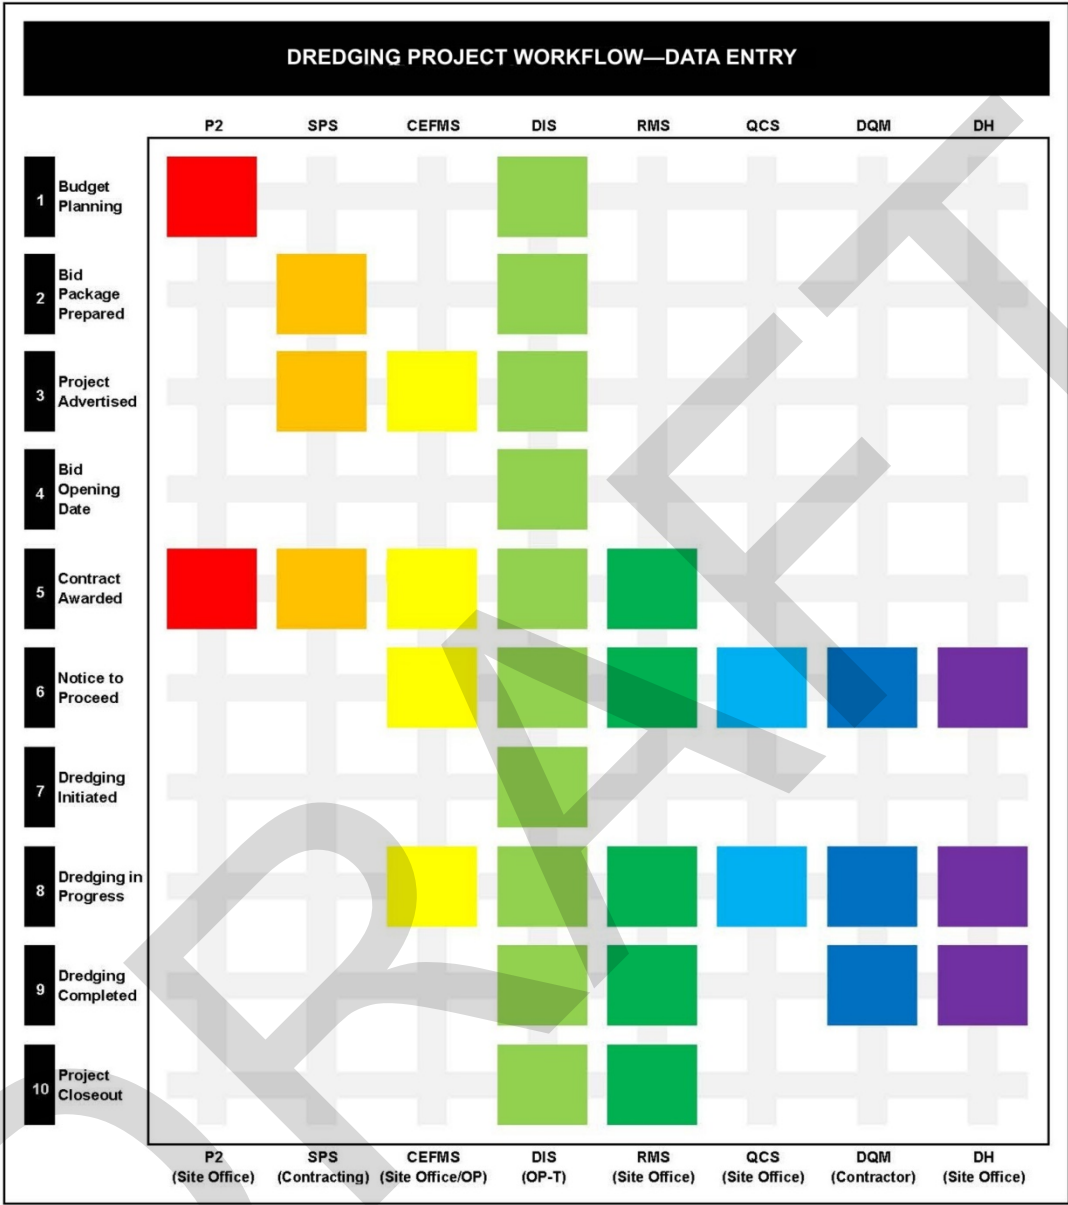 DREDGING PROJECT WORKFLOW—DATA ENTRY
P2 SPS CEFMS DIS RMS QCS DQM DH
1 Budget
Planning
2 Bid
Package
Prepared
3 Project
Advertised
4 Bid
Opening
Date
5 Contract
Awarded
6 Notice to
Proceed
7 Dredging
Initiated
8 Dredging in
Progress
9 Dredging
Completed
10 Project
Closeout
P2 SPS CEFMS DIS RMS QCS DQM DH
(Site Office) (Contracting) (Site Office/OP) (OP-T) (Site Office) (Site Office) (Contractor) (Site Office)
DRAFT